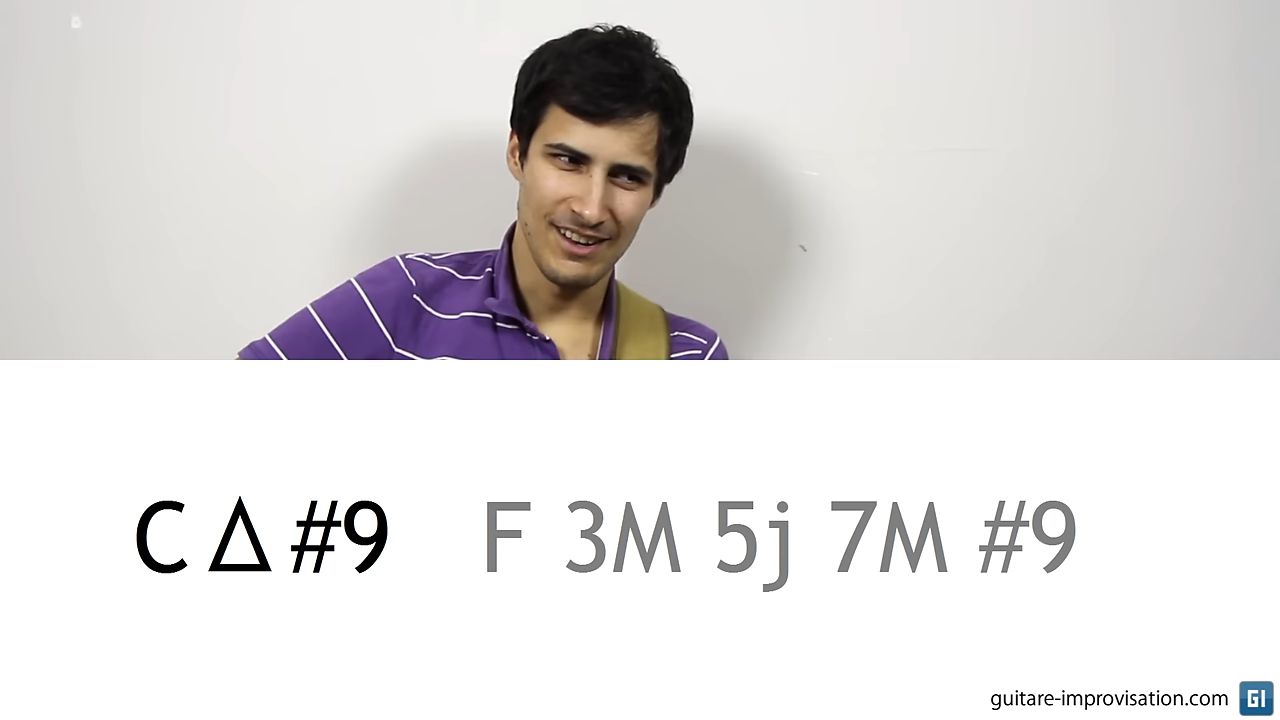 C Δ #9 F 3M 5j 7M #9
guitare-improvisation.com GI